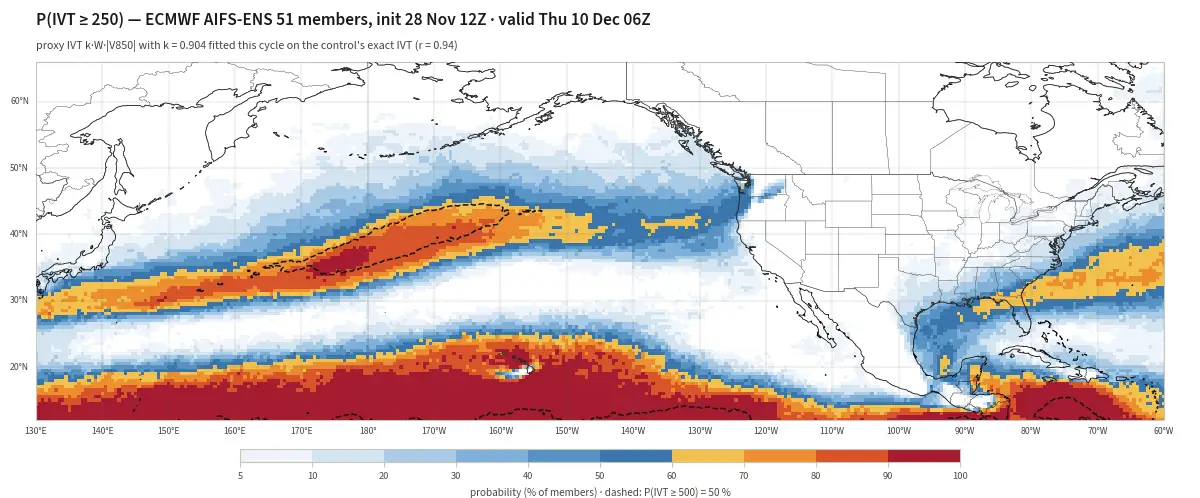 P(IVT ≥ 250) — ECMWF AIFS-ENS 51 members, init 28 Nov 12Z · valid Thu 10 Dec 06Z
proxy IVT k·W·|V850| with k = 0.904 fitted this cycle on the control's exact IVT (r = 0.94)
60°N
50°N
40°N
30°N
20°N
130°E 140°E 150°E 160°E 170°E 180° 170°W 160°W 150°W 140°W 130°W 120°W 110°W 100°W 90°W 80°W 70°W 60°W
5 10 20 30 40 50 60 70 80 90 100
probability (% of members) · dashed: P(IVT ≥ 500) = 50 %